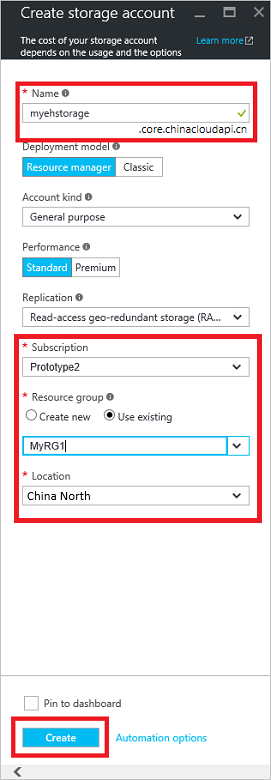 Create storage account
The cost of your storage account
depends on the usage and the options
Learn more
* Name
myehstorage
.core.chinacloudapi.cn
Deployment model
Resource manager Classic
Account kind
General purpose
Performance
Standard Premium
Replication
Read-access geo-redundant storage (RA...
* Subscription
Prototype2
* Resource group
Create new Use existing
MyRG1
* Location
China North
Pin to dashboard
Create Automation options